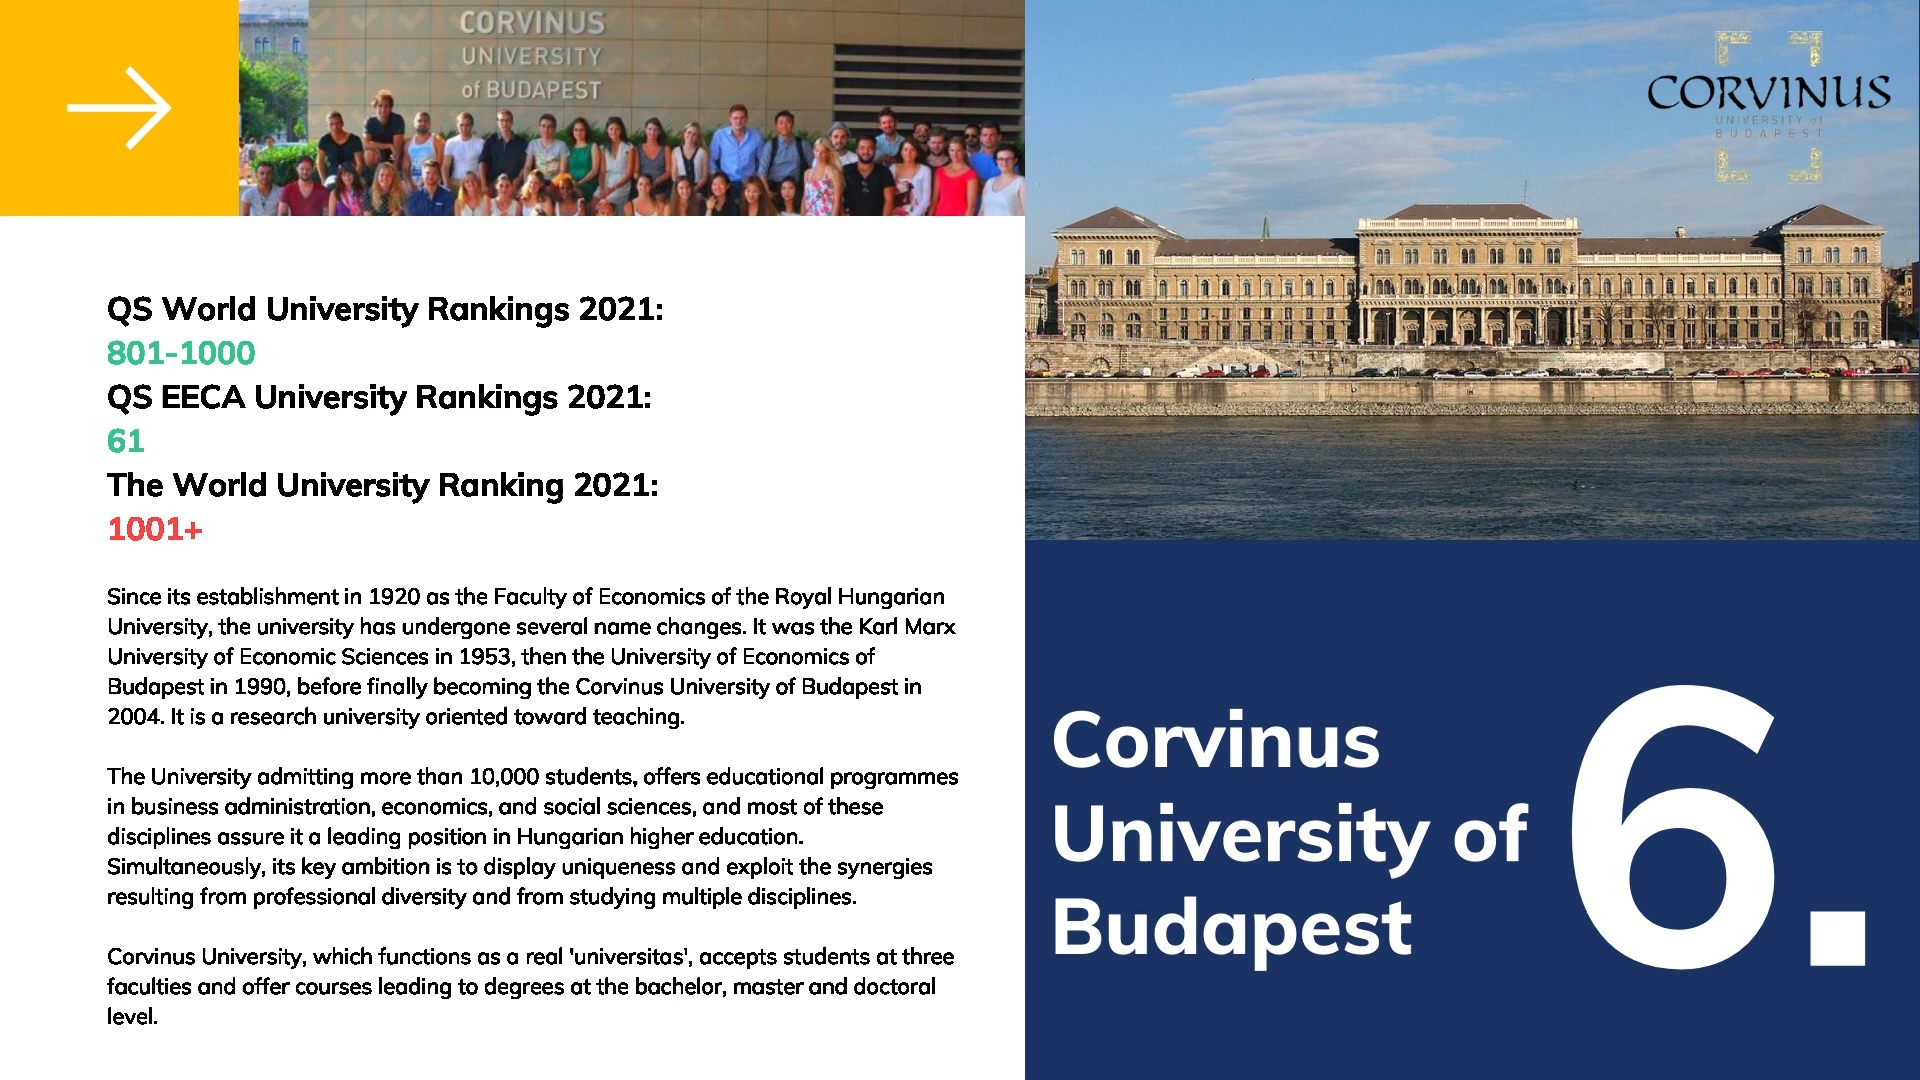 CORVINUS
UNIVERSITY
of BUDAPEST
CORVINUS
UNIVERSITY of
BUDAPEST
QS World University Rankings 2021:
801-1000
QS EECA University Rankings 2021:
61
The World University Ranking 2021:
1001+
Since its establishment in 1920 as the Faculty of Economics of the Royal Hungarian
University, the university has undergone several name changes. It was the Karl Marx
University of Economic Sciences in 1953, then the University of Economics of
Budapest in 1990, before finally becoming the Corvinus University of Budapest in
2004. It is a research university oriented toward teaching.
The University admitting more than 10,000 students, offers educational programmes
in business administration, economics, and social sciences, and most of these
disciplines assure it a leading position in Hungarian higher education.
Simultaneously, its key ambition is to display uniqueness and exploit the synergies
resulting from professional diversity and from studying multiple disciplines.
Corvinus University, which functions as a real 'universitas', accepts students at three
faculties and offer courses leading to degrees at the bachelor, master and doctoral
level.
Corvinus
University of
Budapest
6.